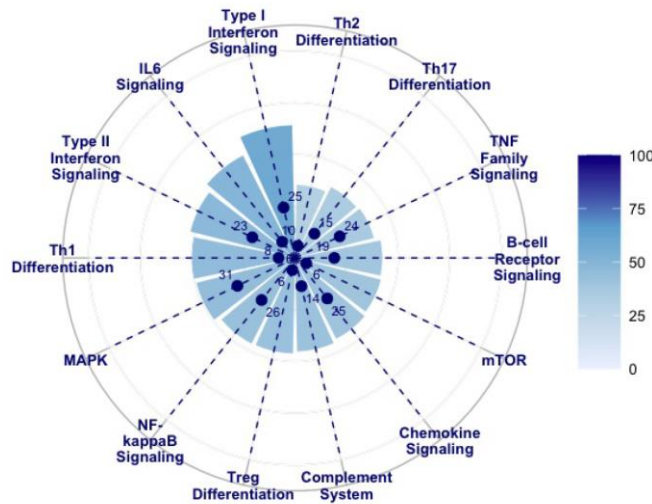 Type I
Interferon
Signaling
Th2
Differentiation
Th17
Differentiation
TNF
Family
Signaling
B-cell
Receptor
Signaling
mTOR
Chemokine
Signaling
Complement
System
Treg
Differentiation
NF-
kappaB
Signaling
MAPK
Th1
Differentiation
Type II
Interferon
Signaling
IL6
Signaling
25
15
24
19
6
25
14
6
26
31
8
23
10
100
75
50
25
0